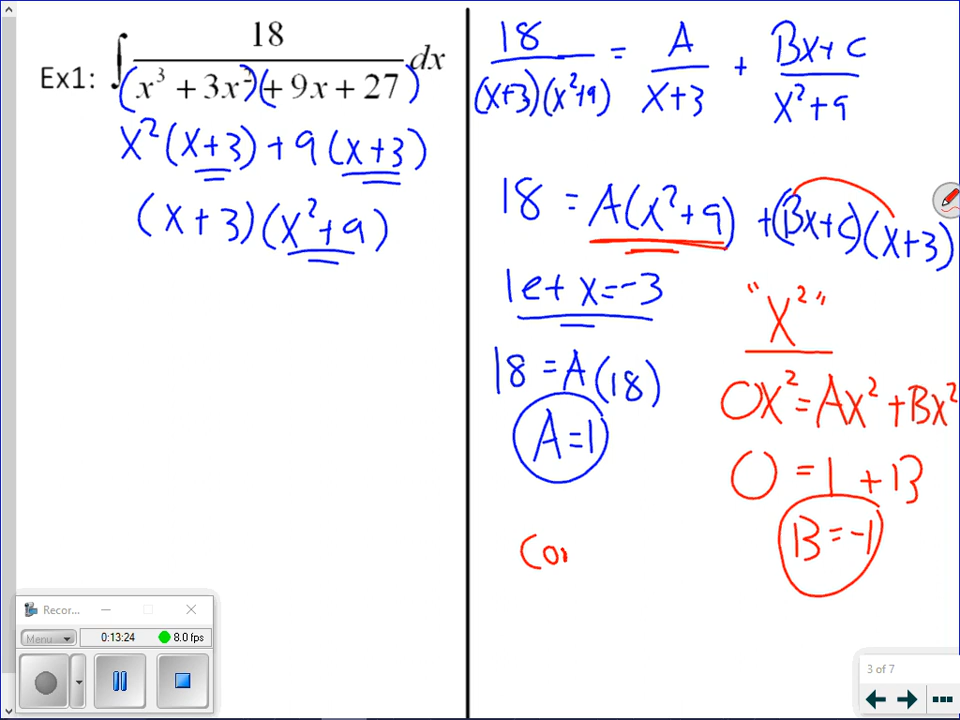 Ex1: ∫ 18 / (x³ + 3x²)(+ 9x + 27) dx
x²(x+3) + 9(x+3)
(x+3)(x²+9)
18 / (x+3)(x²+9) = A / x+3 + Bx+c / x²+9
18 = A(x²+9) + (Bx+c)(x+3)
let x=-3
18 = A(18)
A=1
"x²"
0x² = Ax² + Bx²
0 = 1 + B
B=-1
Recor...
Menu
0:13:24
8.0 fps
3 of 7